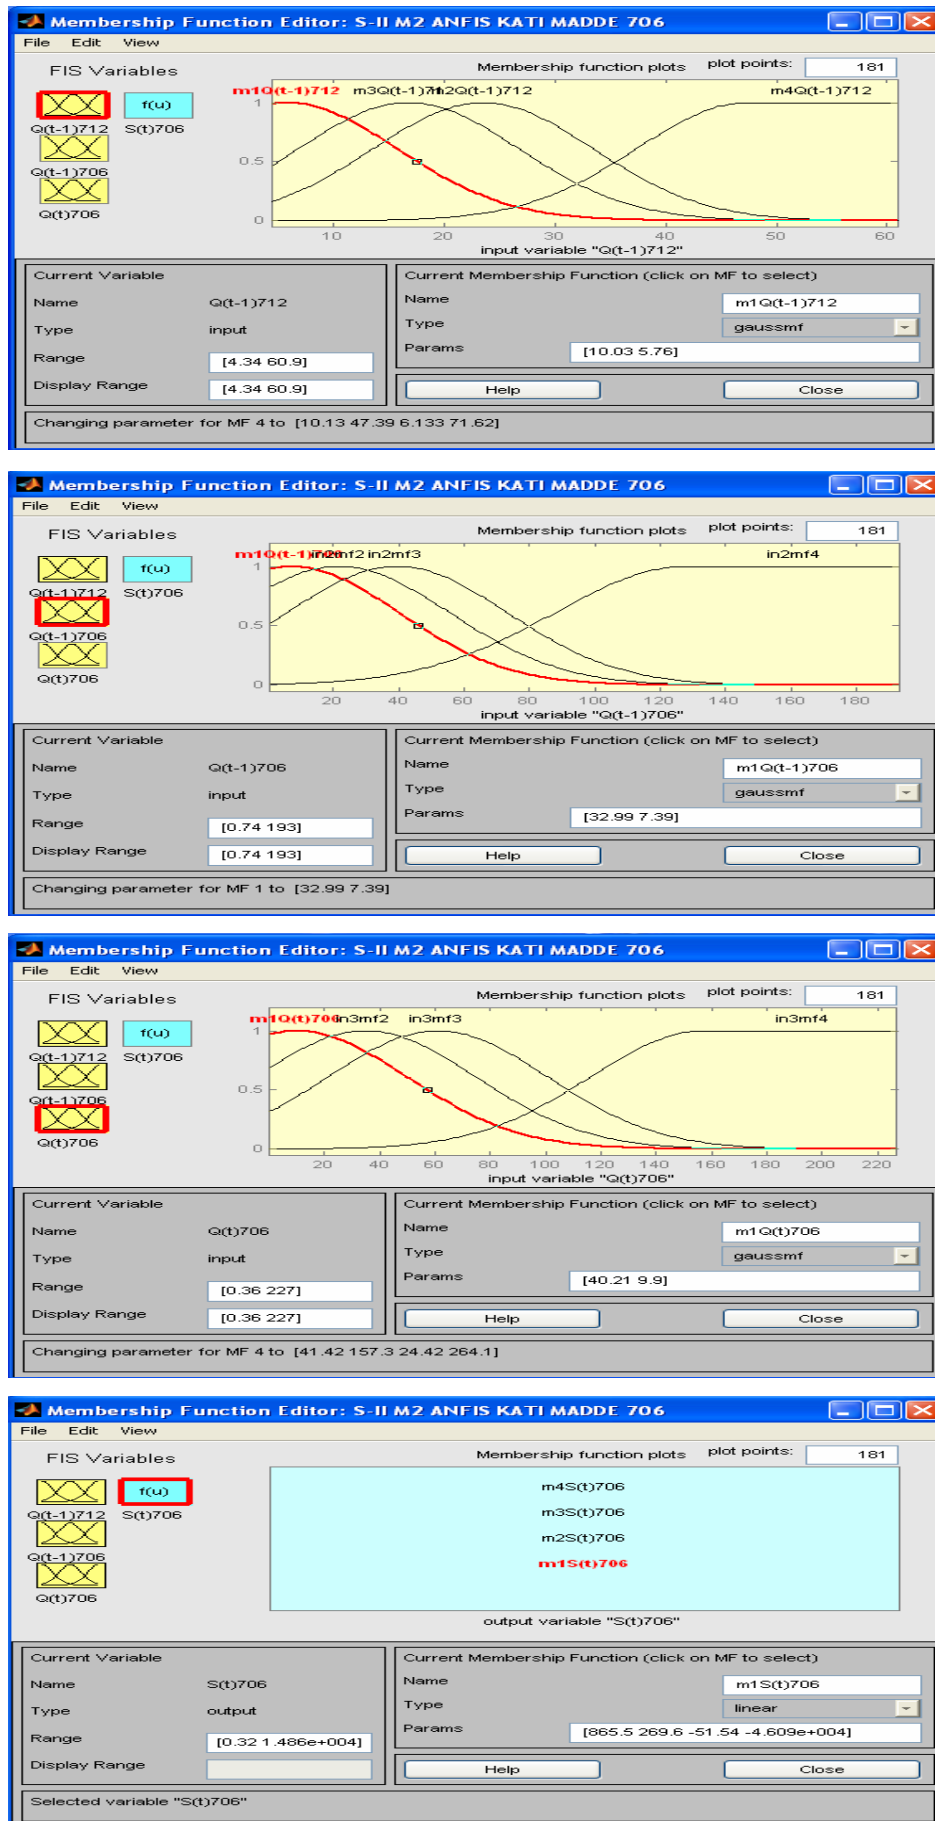 Membership Function Editor: S-II M2 ANFIS KATI MADDE 706
File Edit View
FIS Variables
Membership function plots plot points: 181
m1Q(t-1)712 m3Q(t-1)712 m2Q(t-1)712 m4Q(t-1)712
f(u)
Q(t-1)712 S(t)706
Q(t-1)706
Q(t)706
1
0.5
0
10 20 30 40 50 60
input variable "Q(t-1)712"
Current Variable
Name Q(t-1)712
Type input
Range [4.34 60.9]
Display Range [4.34 60.9]
Current Membership Function (click on MF to select)
Name m1Q(t-1)712
Type gaussmf
Params [10.03 5.76]
Help Close
Changing parameter for MF 4 to [10.13 47.39 6.133 71.62]
Membership Function Editor: S-II M2 ANFIS KATI MADDE 706
File Edit View
FIS Variables
Membership function plots plot points: 181
m1Q(t-1)706 in2mf2 in2mf3 in2mf4
f(u)
Q(t-1)712 S(t)706
Q(t-1)706
Q(t)706
1
0.5
0
20 40 60 80 100 120 140 160 180
input variable "Q(t-1)706"
Current Variable
Name Q(t-1)706
Type input
Range [0.74 193]
Display Range [0.74 193]
Current Membership Function (click on MF to select)
Name m1Q(t-1)706
Type gaussmf
Params [32.99 7.39]
Help Close
Changing parameter for MF 1 to [32.99 7.39]
Membership Function Editor: S-II M2 ANFIS KATI MADDE 706
File Edit View
FIS Variables
Membership function plots plot points: 181
m1Q(t)706 in3mf2 in3mf3 in3mf4
f(u)
Q(t-1)712 S(t)706
Q(t-1)706
Q(t)706
1
0.5
0
20 40 60 80 100 120 140 160 180 200 220
input variable "Q(t)706"
Current Variable
Name Q(t)706
Type input
Range [0.36 227]
Display Range [0.36 227]
Current Membership Function (click on MF to select)
Name m1Q(t)706
Type gaussmf
Params [40.21 9.9]
Help Close
Changing parameter for MF 4 to [41.42 157.3 24.42 264.1]
Membership Function Editor: S-II M2 ANFIS KATI MADDE 706
File Edit View
FIS Variables
Membership function plots plot points: 181
f(u)
Q(t-1)712 S(t)706
Q(t-1)706
Q(t)706
m4S(t)706
m3S(t)706
m2S(t)706
m1S(t)706
output variable "S(t)706"
Current Variable
Name S(t)706
Type output
Range [0.32 1.486e+004]
Display Range
Current Membership Function (click on MF to select)
Name m1S(t)706
Type linear
Params [865.5 269.6 -51.54 -4.609e+004]
Help Close
Selected variable "S(t)706"